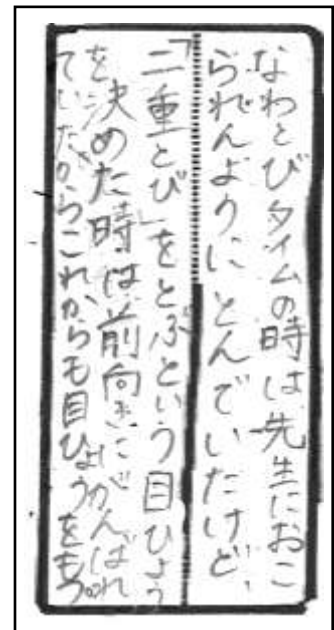 なわとびタイムの時は先生におこ
られんようにとんでいたけど、
「二重とび」をとぶという目ひょう
を決めた時は前向きにがんばれ
ていたからこれからも目ひょうをもつ。